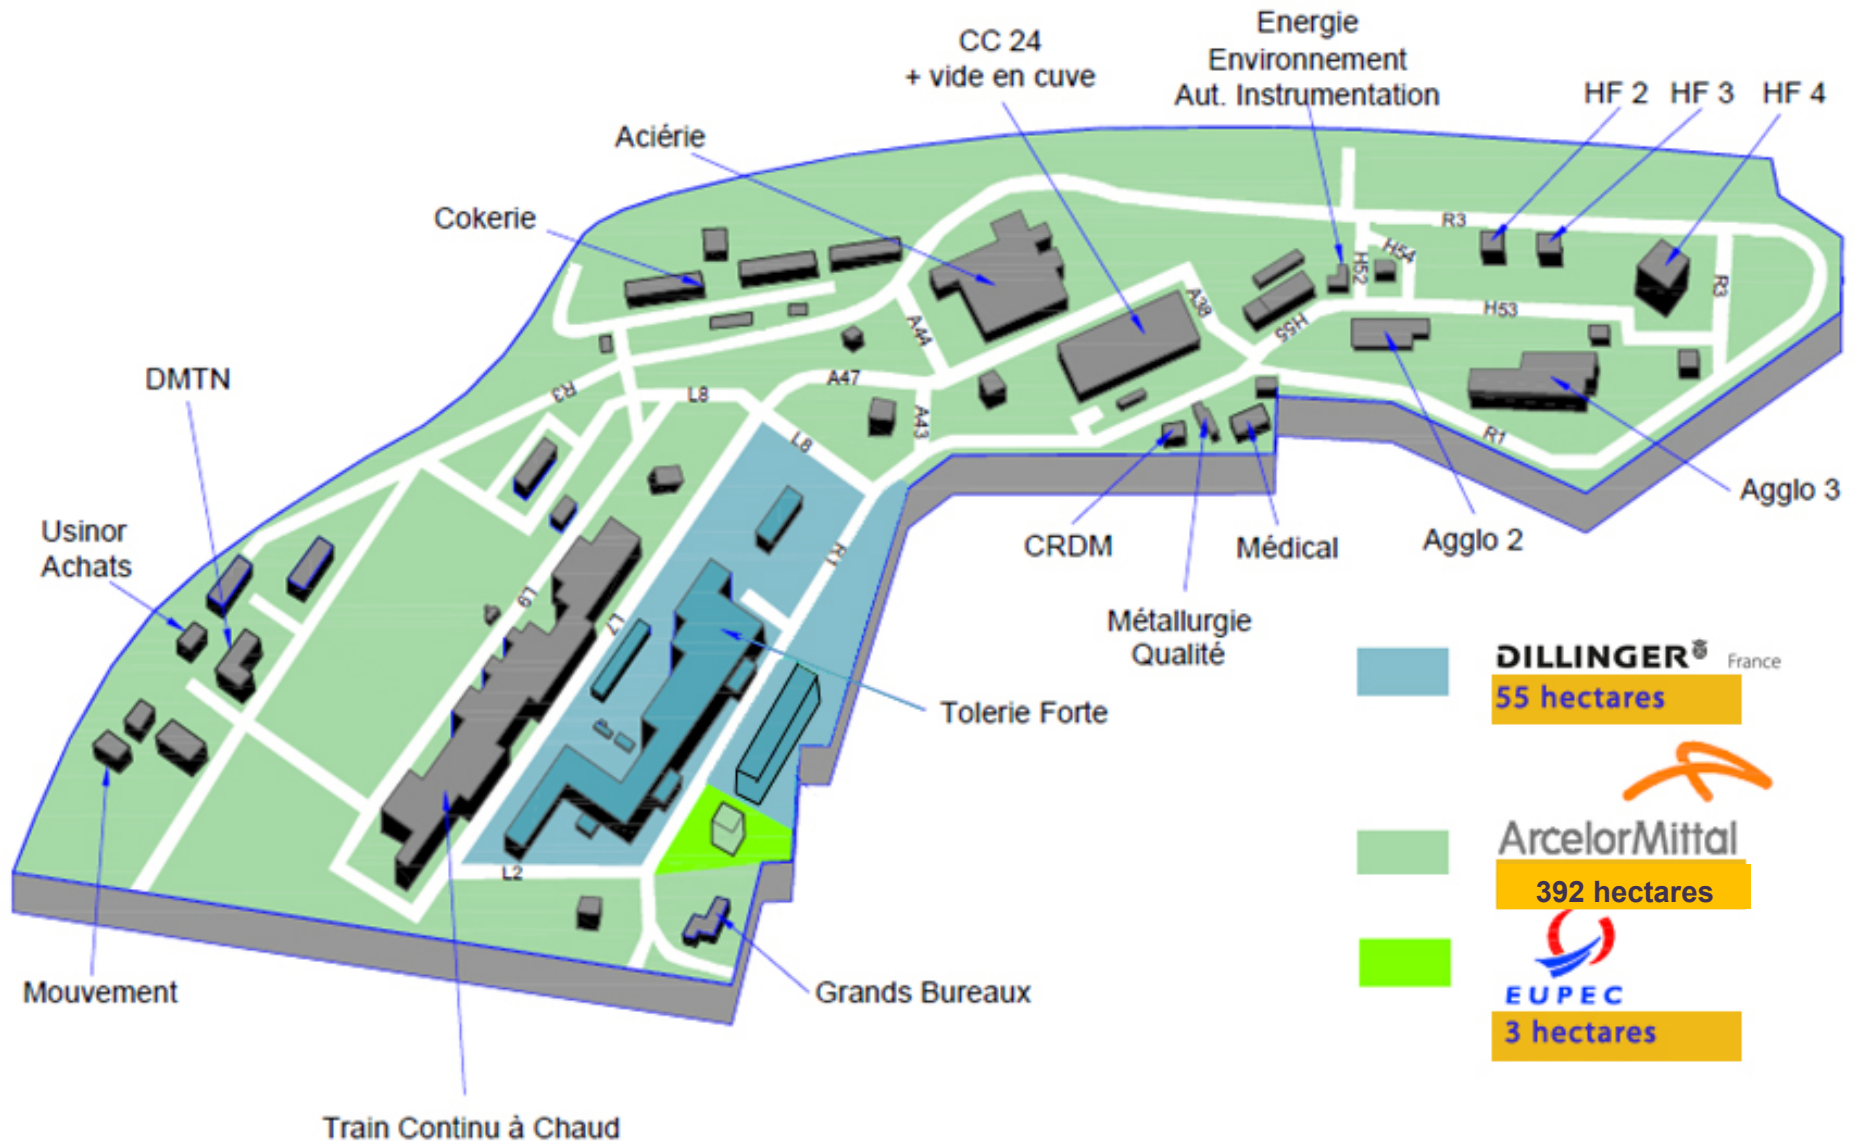 Energie
Environnement
Aut. Instrumentation
CC 24
+ vide en cuve
HF 2
HF 3
HF 4
Aciérie
Cokerie
R3
H54
H52
R3
H53
A38
H55
A44
DMTN
R3
L8
A47
A43
L8
R1
Agglo 3
Agglo 2
Usinor
Achats
CRDM
Médical
R1
L9
L7
Métallurgie
Qualité
Tolerie Forte
L2
Mouvement
Grands Bureaux
Train Continu à Chaud
DILLINGER France
55 hectares
ArcelorMittal
392 hectares
EUPEC
3 hectares